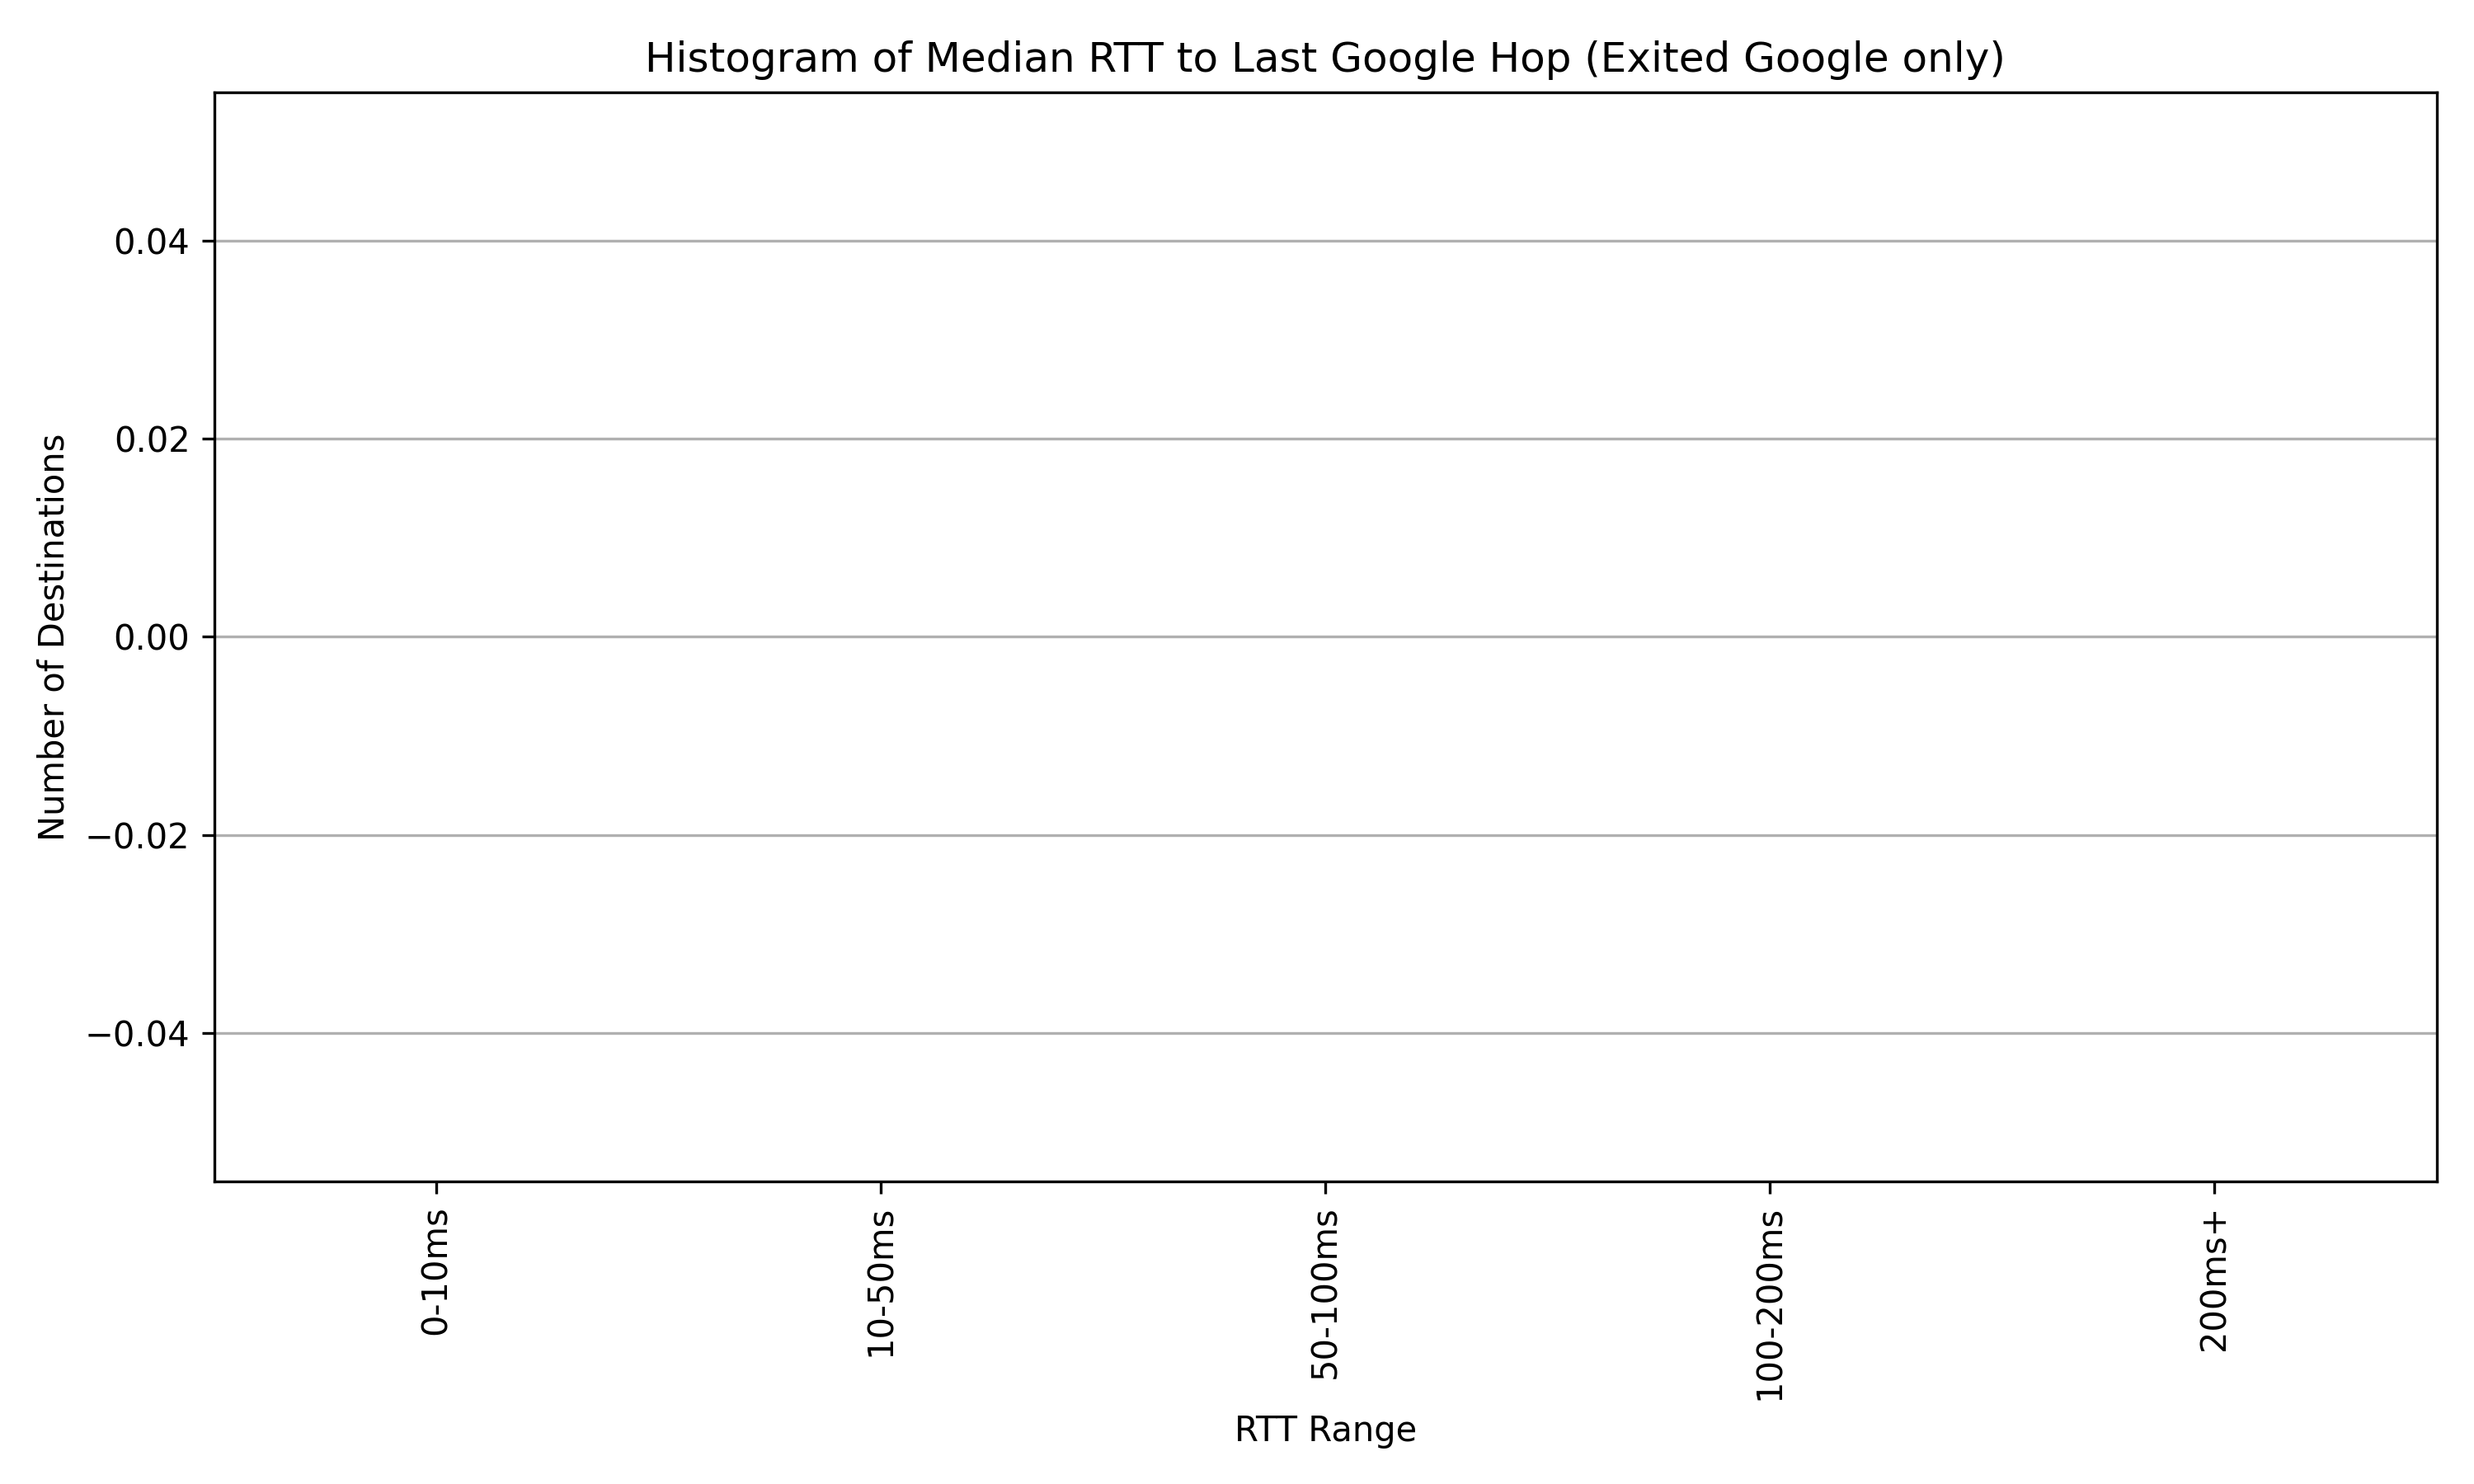 Histogram of Median RTT to Last Google Hop (Exited Google only)
Number of Destinations
0.04
0.02
0.00
−0.02
−0.04
0-10ms
10-50ms
50-100ms
100-200ms
200ms+
RTT Range